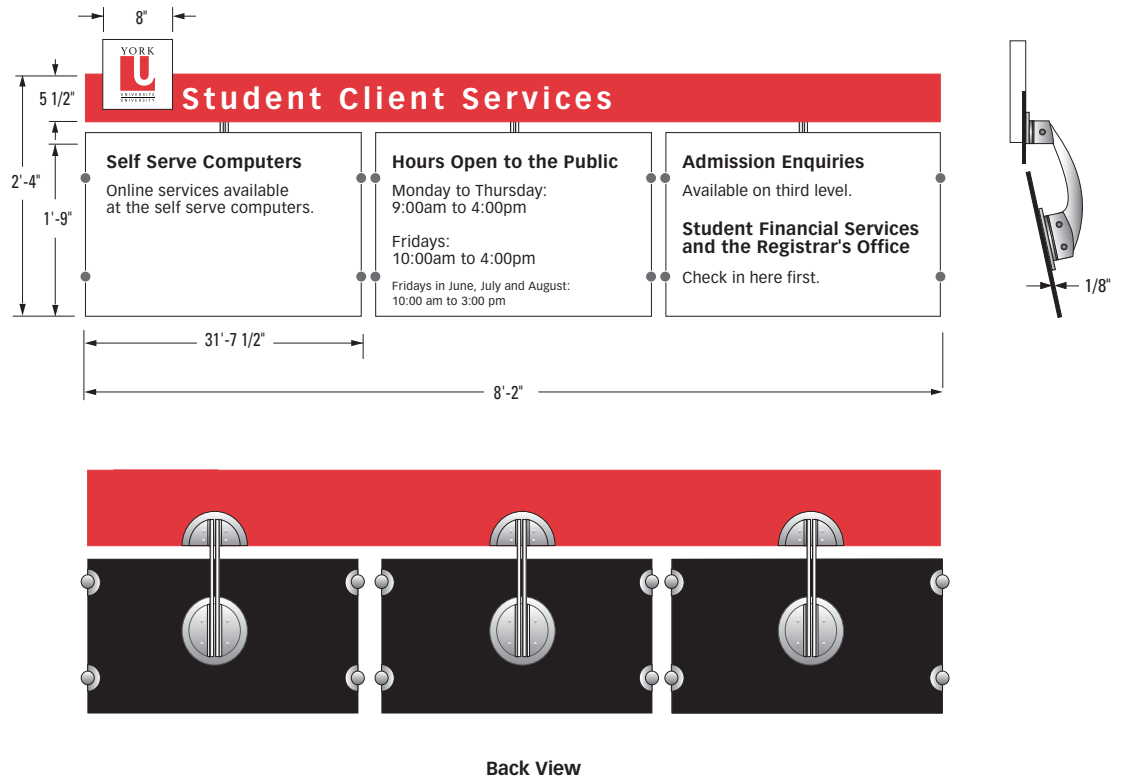 8"
YORK
U
UNIVERSITÉ
UNIVERSITY
Student Client Services
5 1/2"
2'-4"
1'-9"
Self Serve Computers
Online services available
at the self serve computers.
Hours Open to the Public
Monday to Thursday:
9:00am to 4:00pm
Fridays:
10:00am to 4:00pm
Fridays in June, July and August:
10:00 am to 3:00 pm
Admission Enquiries
Available on third level.
Student Financial Services
and the Registrar's Office
Check in here first.
1/8"
31'-7 1/2"
8'-2"
Back View